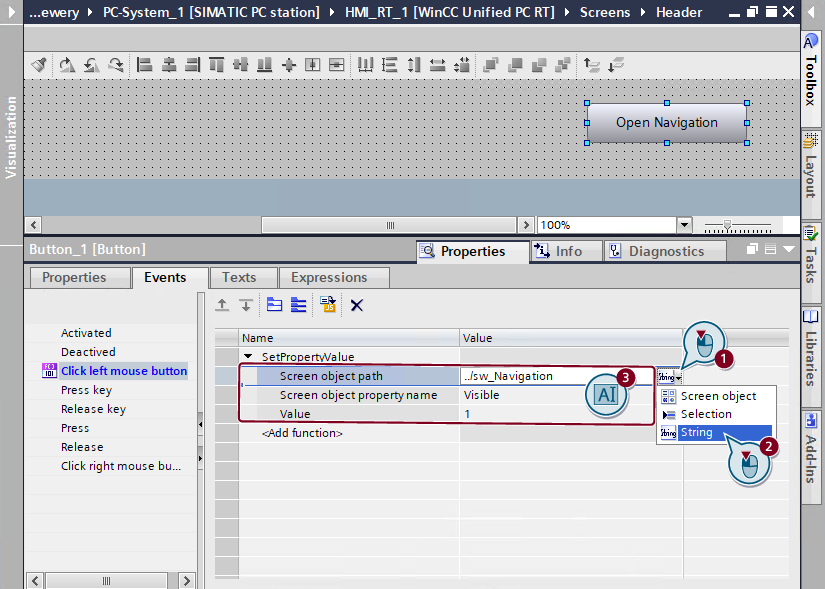 ...ewery PC-System_1 [SIMATIC PC station] HMI_RT_1 [WinCC Unified PC RT] Screens Header
Visualization
Open Navigation
100%
Button_1 [Button]
Properties
Info
Diagnostics
Properties
Events
Texts
Expressions
Activated
Deactived
Click left mouse button
Press key
Release key
Press
Release
Click right mouse bu...
Name Value
SetPropertyValue
Screen object path ../sw_Navigation
Screen object property name Visible
Value 1
<Add function>
String
1
3
AI
Screen object
Selection
String String
2
Toolbox
Layout
Tasks
Libraries
Add-Ins